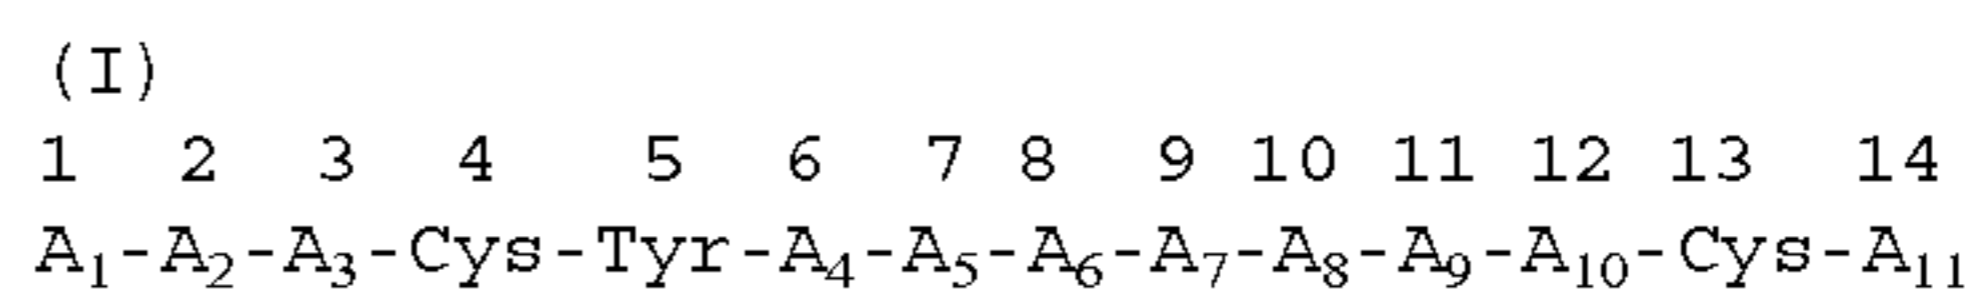 (I)
1 2 3 4 5 6 7 8 9 10 11 12 13 14
A₁-A₂-A₃-Cys-Tyr-A₄-A₅-A₆-A₇-A₈-A₉-A₁₀-Cys-A₁₁